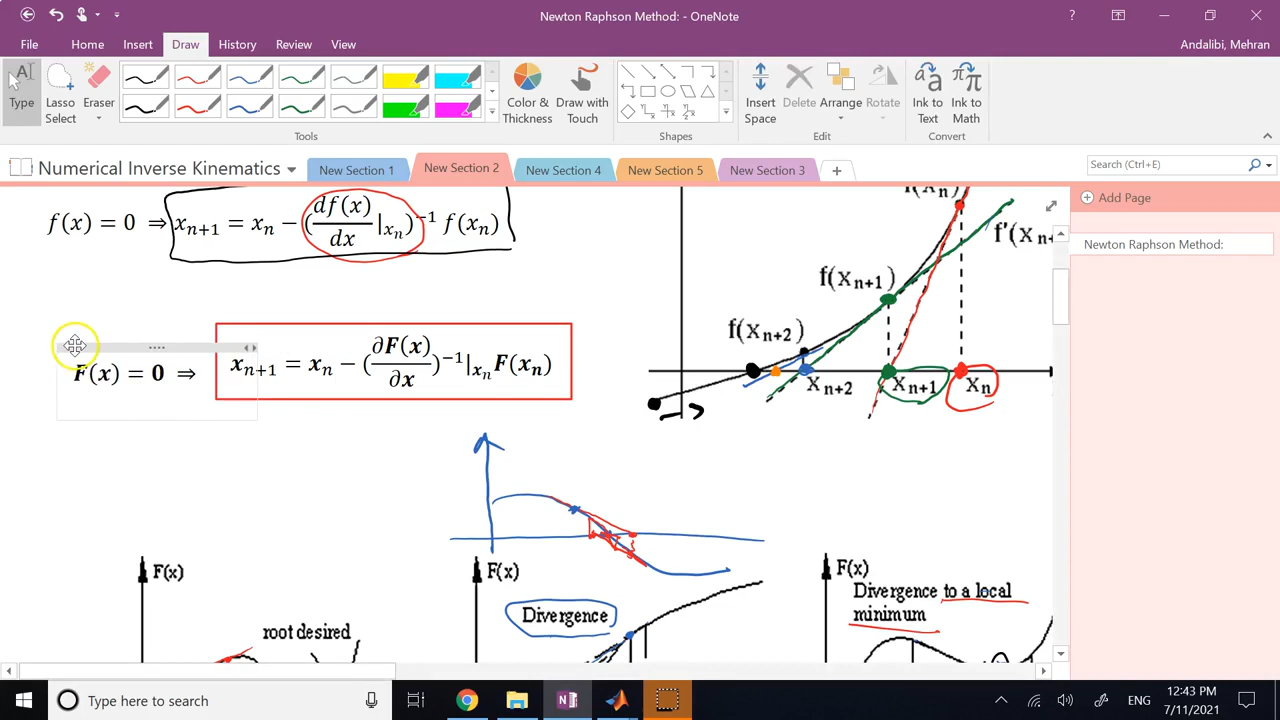 Newton Raphson Method: - OneNote
?
File
Home
Insert
Draw
History
Review
View
Andalibi, Mehran
Type
Lasso Select
Eraser
Color & Thickness
Draw with Touch
Insert Space
Delete
Arrange
Rotate
Ink to Text
Ink to Math
Tools
Shapes
Edit
Convert
Numerical Inverse Kinematics
New Section 1
New Section 2
New Section 4
New Section 5
New Section 3
Search (Ctrl+E)
Add Page
Newton Raphson Method:
f(x) = 0 ⇒ x_{n+1} = x_n − (df(x)/dx |_{x_n})^{-1} f(x_n)
F(x) = 0 ⇒ x_{n+1} = x_n − (∂F(x)/∂x)^{-1}|_{x_n} F(x_n)
f(x_n)
f'(x_n
f(x_{n+1})
f(x_{n+2})
x_{n+2}
x_{n+1}
x_n
F(x)
root desired
F(x)
Divergence
F(x)
Divergence to a local
minimum
Type here to search
ENG
12:43 PM
7/11/2021